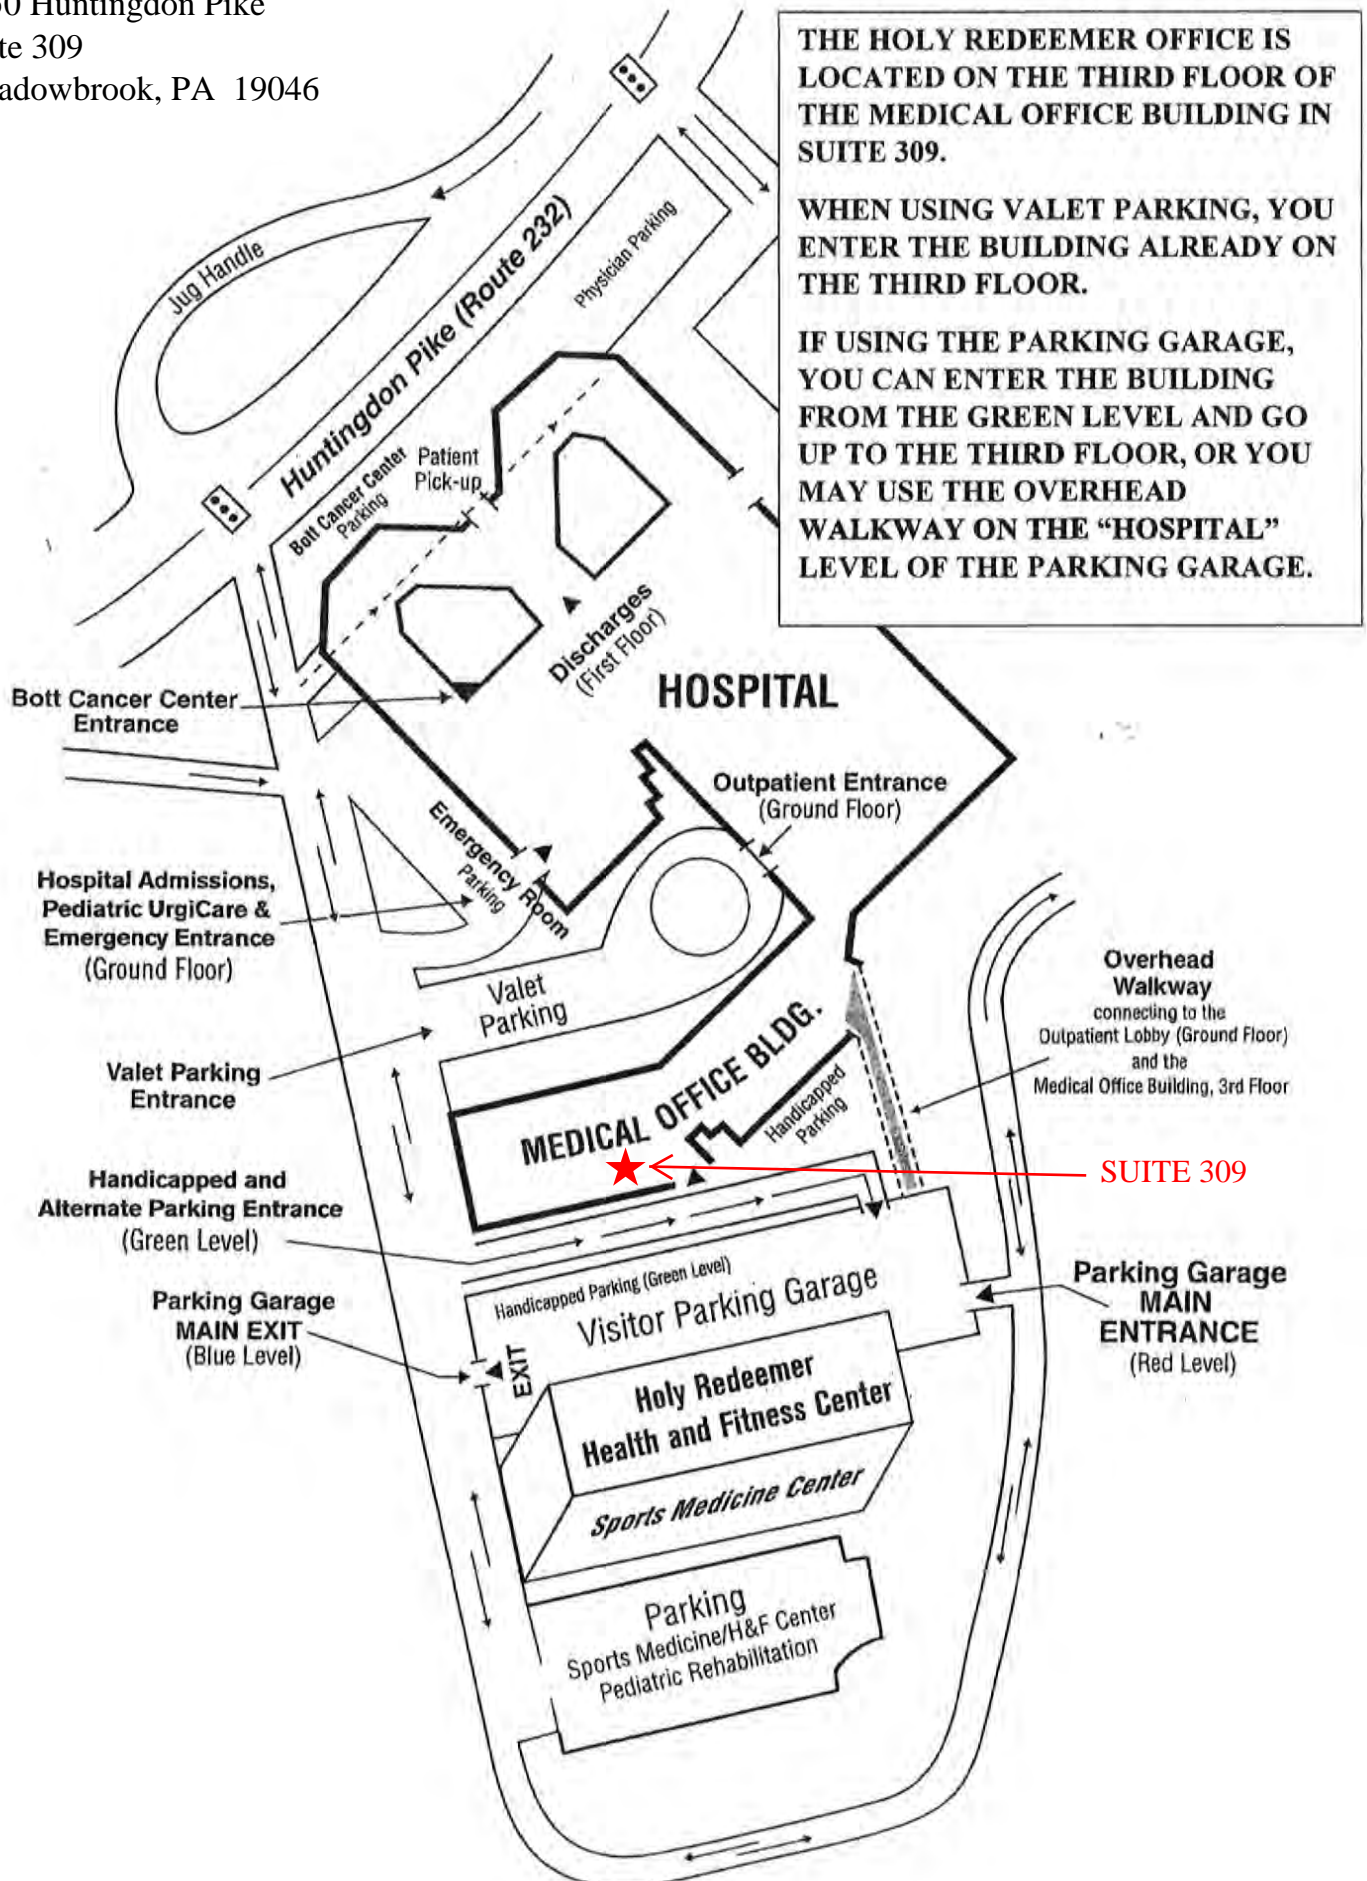 Huntingdon Pike
309
PA 19046
THE HOLY REDEEMER OFFICE IS
LOCATED ON THE THIRD FLOOR OF
THE MEDICAL OFFICE BUILDING IN
SUITE 309.
WHEN USING VALET PARKING, YOU
ENTER THE BUILDING ALREADY ON
THE THIRD FLOOR.
IF USING THE PARKING GARAGE,
YOU CAN ENTER THE BUILDING
FROM THE GREEN LEVEL AND GO
UP TO THE THIRD FLOOR, OR YOU
MAY USE THE OVERHEAD
WALKWAY ON THE “HOSPITAL”
LEVEL OF THE PARKING GARAGE.
Jug Handle
Huntingdon Pike (Route 232)
Physician Parking
Bott Cancer Center
Parking
Patient
Pick-up
Discharges
(First Floor)
HOSPITAL
Bott Cancer Center
Entrance
Outpatient Entrance
(Ground Floor)
Emergency Room
Parking
Hospital Admissions,
Pediatric UrgiCare &
Emergency Entrance
(Ground Floor)
Valet
Parking
Valet Parking
Entrance
Overhead
Walkway
connecting to the
Outpatient Lobby (Ground Floor)
and the
Medical Office Building, 3rd Floor
MEDICAL OFFICE BLDG.
Handicapped
Parking
SUITE 309
Handicapped and
Alternate Parking Entrance
(Green Level)
Handicapped Parking (Green Level)
Visitor Parking Garage
Parking Garage
MAIN EXIT
(Blue Level)
EXIT
Parking Garage
MAIN
ENTRANCE
(Red Level)
Holy Redeemer
Health and Fitness Center
Sports Medicine Center
Parking
Sports Medicine/H&F Center
Pediatric Rehabilitation